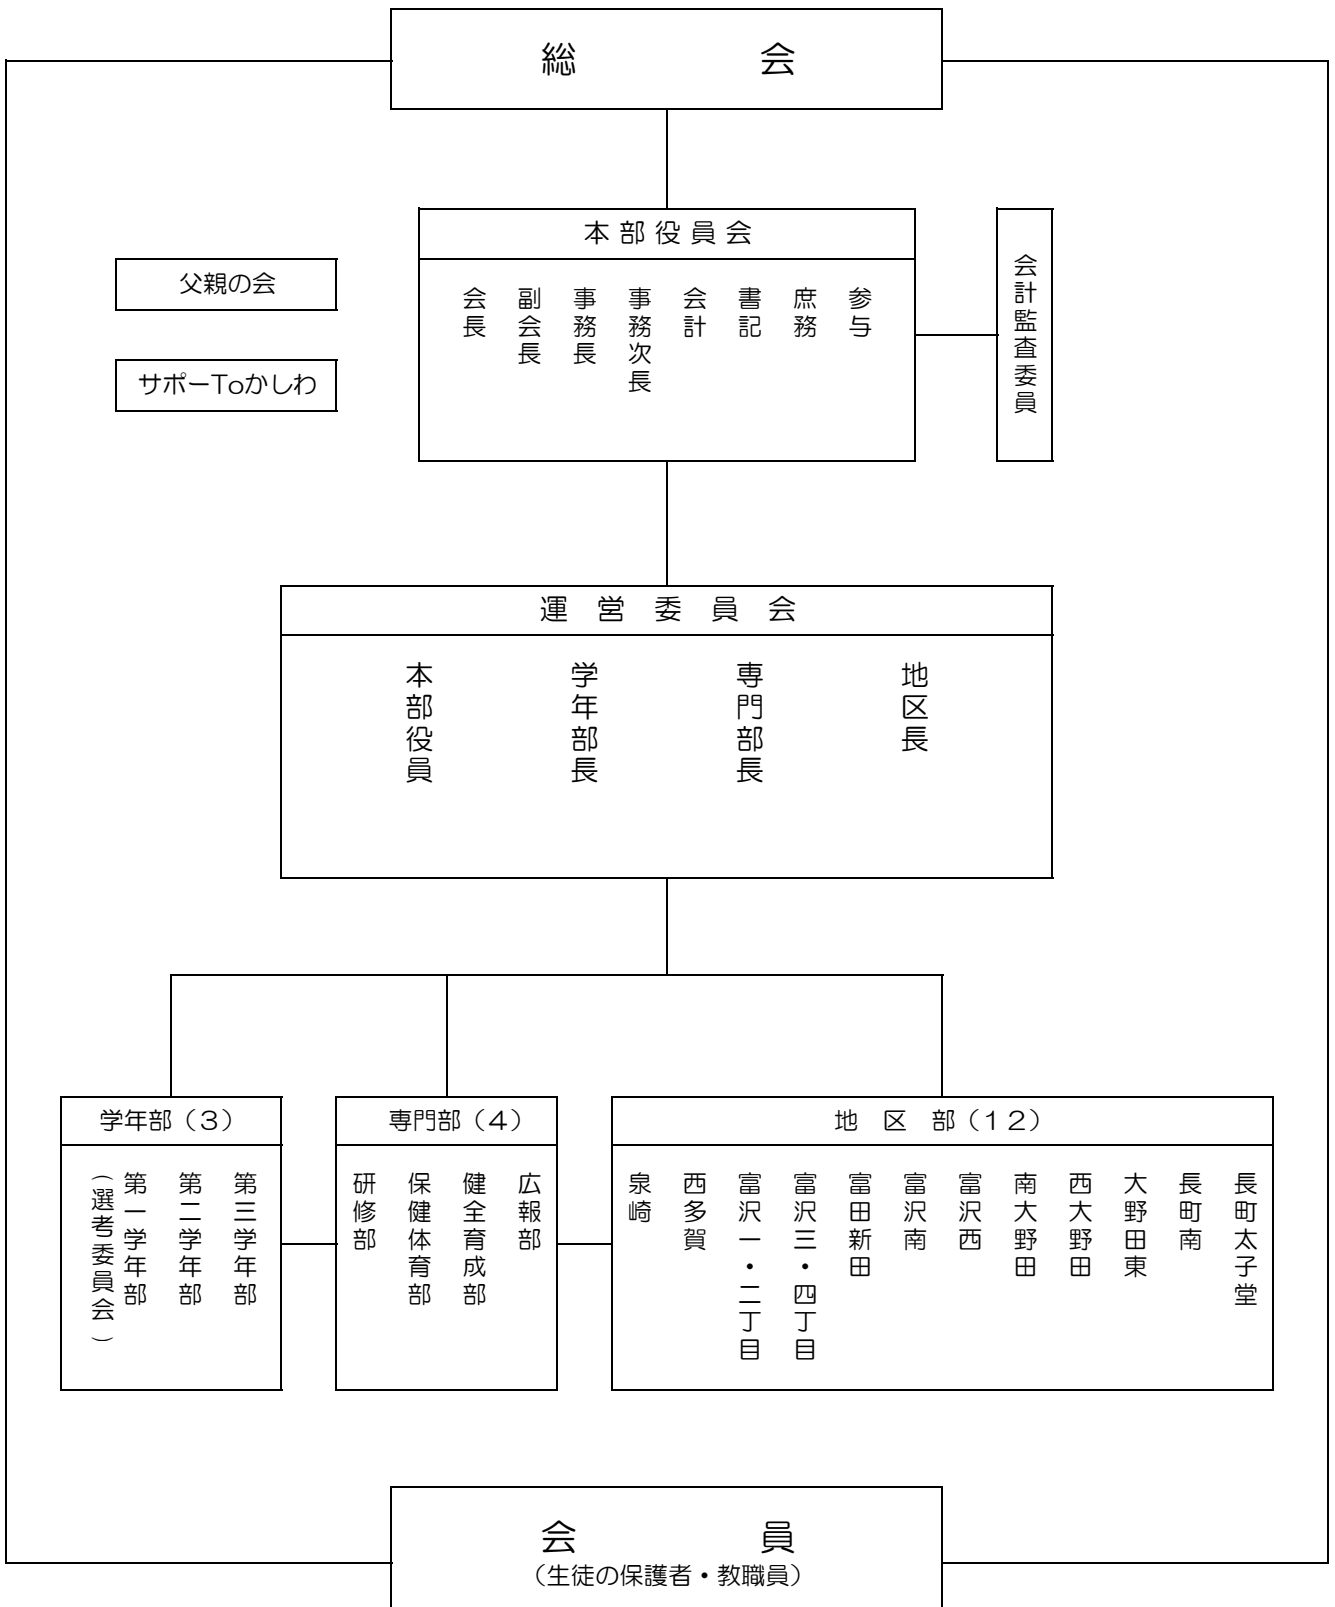 総会
本部役員会
会長
副会長
事務長
事務次長
会計
書記
庶務
参与
会計監査委員
父親の会
サポーToかしわ
運営委員会
本部役員
学年部長
専門部長
地区長
学年部（３）
（選考委員会）
第一学年部
第二学年部
第三学年部
専門部（４）
研修部
保健体育部
健全育成部
広報部
地区部（１２）
泉崎
西多賀
富沢一・二丁目
富沢三・四丁目
富田新田
富沢南
富沢西
南大野田
西大野田
大野田東
長町南
長町太子堂
会員
（生徒の保護者・教職員）